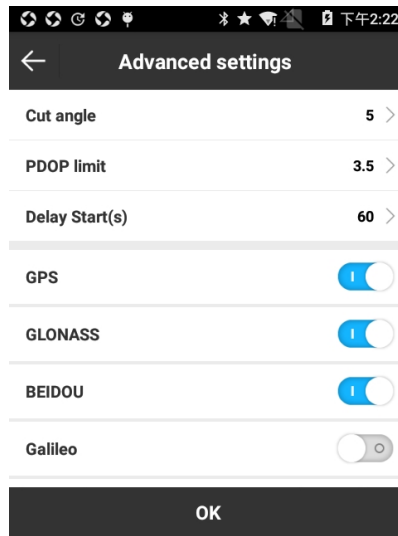 下午2:22
Advanced settings
Cut angle 5
PDOP limit 3.5
Delay Start(s) 60
GPS
GLONASS
BEIDOU
Galileo
OK